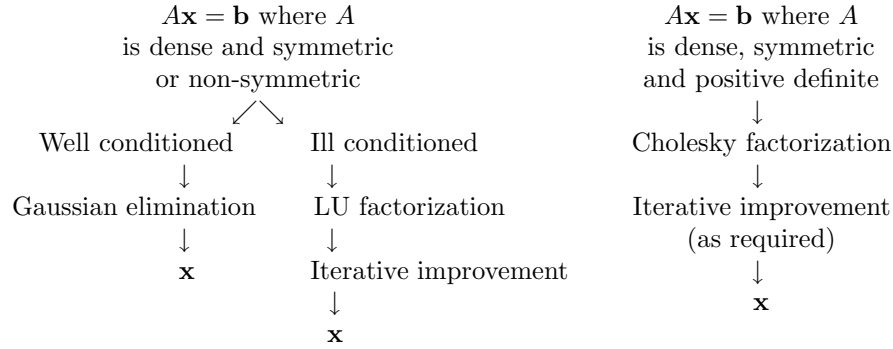 Ax = b where A
is dense and symmetric
or non-symmetric
↙ ↘
Well conditioned
↓
Gaussian elimination
↓
x
Ill conditioned
↓
LU factorization
↓
Iterative improvement
↓
x
Ax = b where A
is dense, symmetric
and positive definite
↓
Cholesky factorization
↓
Iterative improvement
(as required)
↓
x